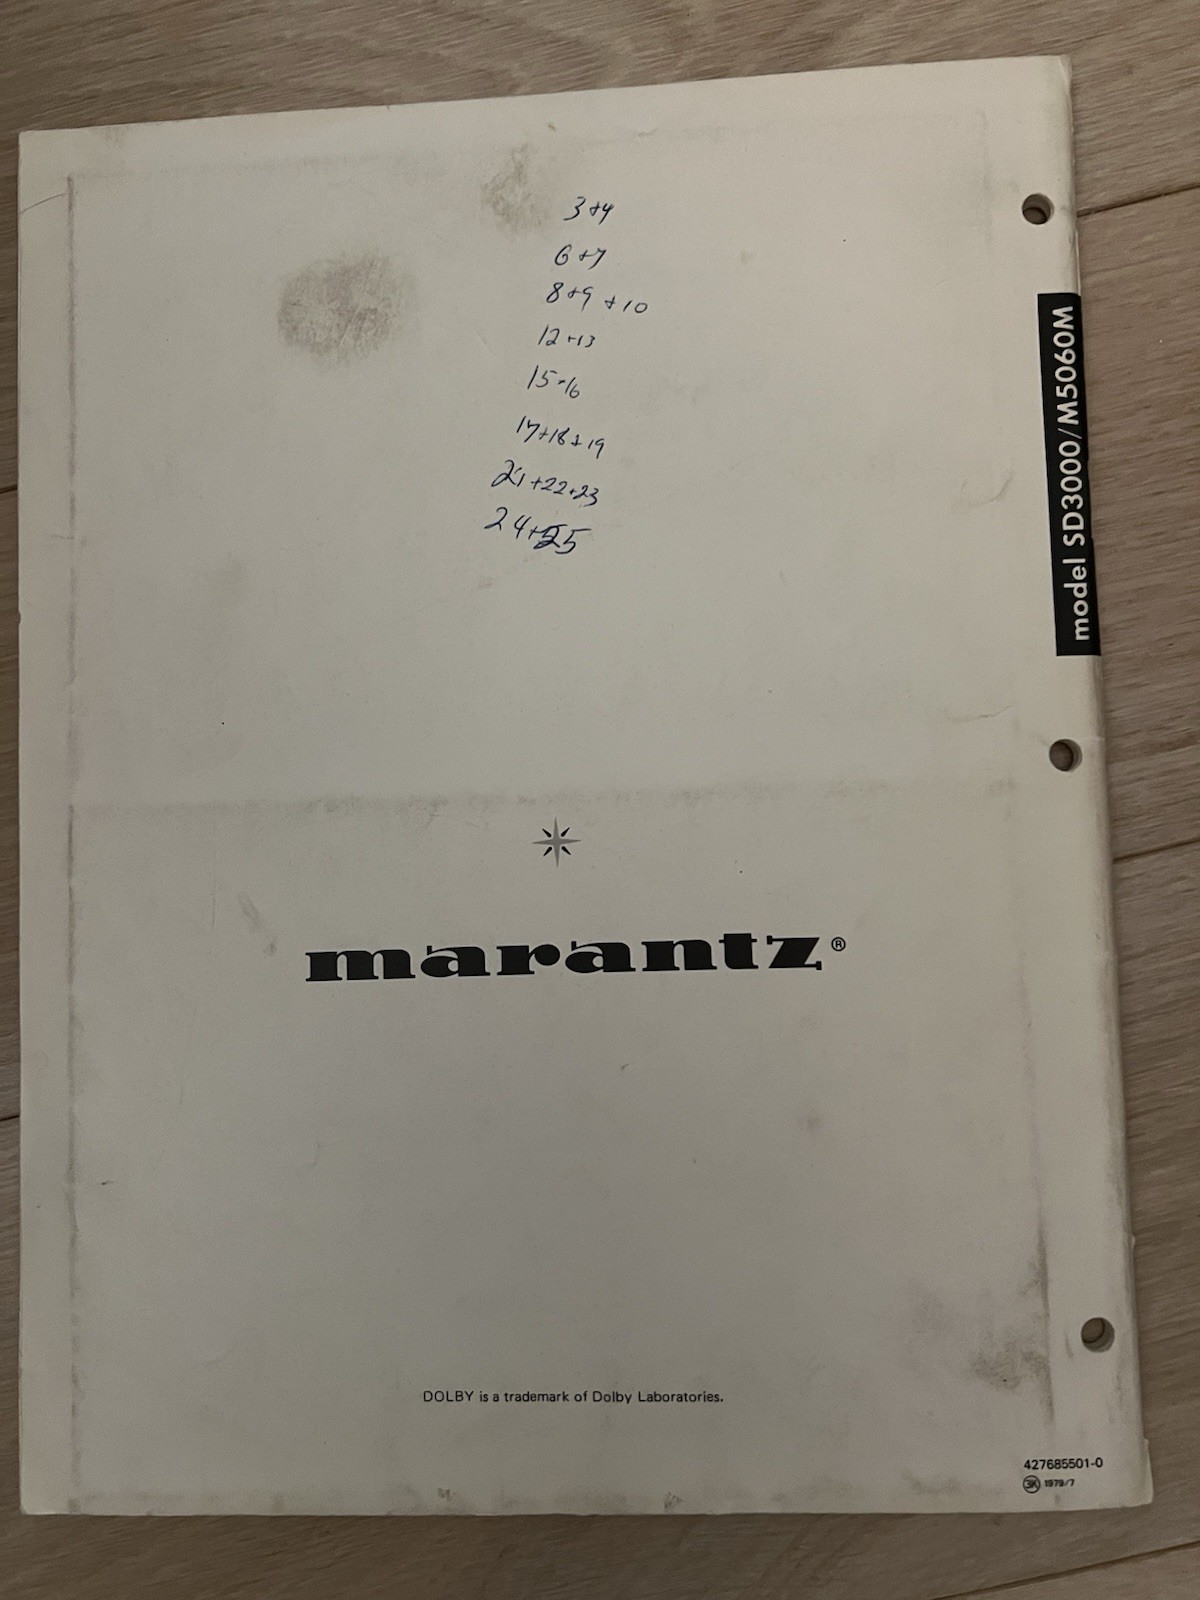 3+4
6+7
8+9+10
12+13
15+16
17+18+19
21+22+23
24+25
model SD3000/M5060M
marantz®
DOLBY is a trademark of Dolby Laboratories.
427685501-0
3K 1979/7